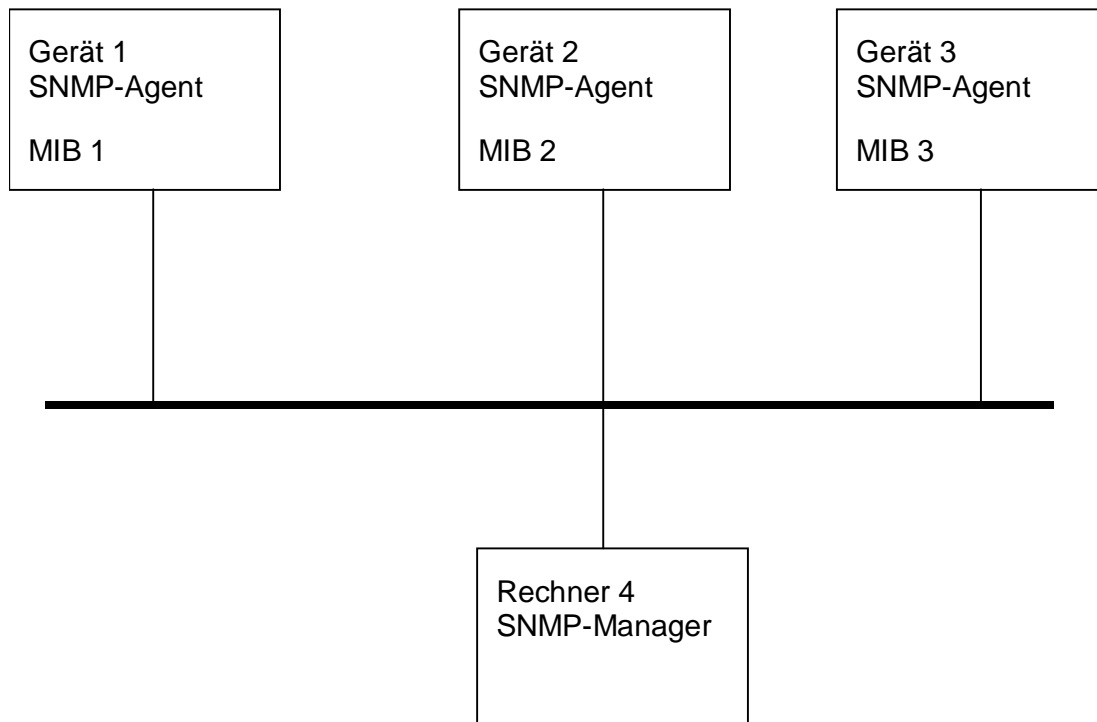 Gerät 1
SNMP-Agent
MIB 1
Gerät 2
SNMP-Agent
MIB 2
Gerät 3
SNMP-Agent
MIB 3
Rechner 4
SNMP-Manager